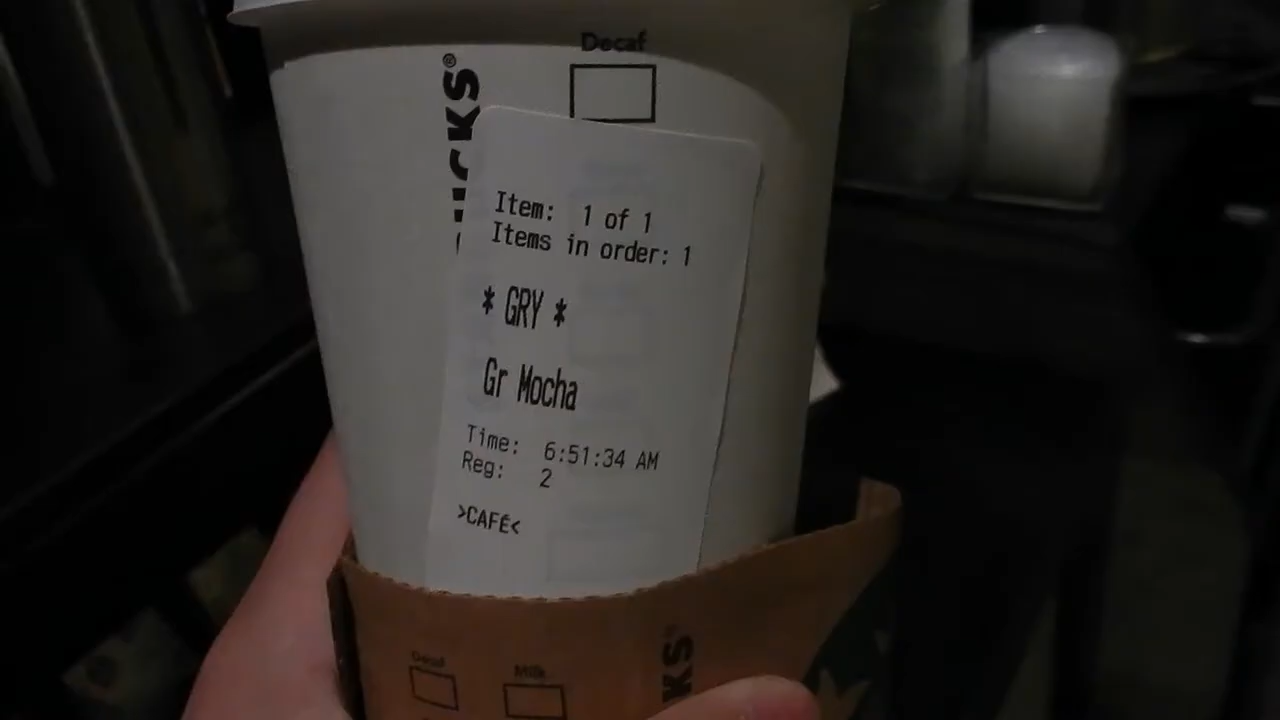 Decaf
Item: 1 of 1
Items in order: 1
* GRY *
Gr Mocha
Time: 6:51:34 AM
Reg: 2
>CAFÉ<
Decaf
Milk